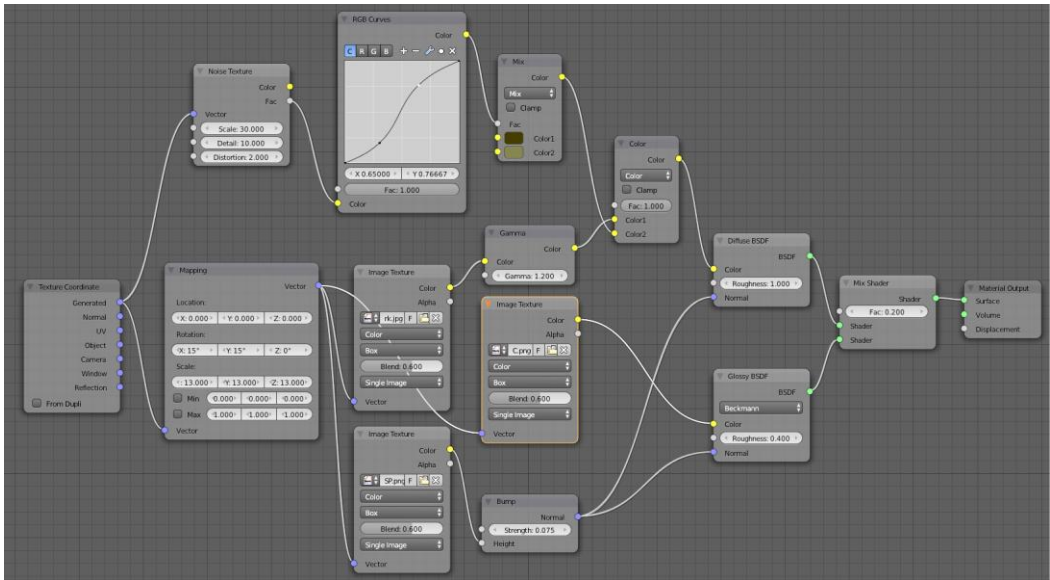 Texture Coordinate
Generated
Normal
UV
Object
Camera
Window
Reflection
From Dupli
Noise Texture
Color
Fac
Vector
Scale: 30.000
Detail: 10.000
Distortion: 2.000
Mapping
Vector
Location:
X: 0.000 Y: 0.000 Z: 0.000
Rotation:
X: 15° Y: 15° Z: 0°
Scale:
X: 13.000 Y: 13.000 Z: 13.000
Min 0.000 0.000 0.000
Max 1.000 1.000 1.000
Vector
RGB Curves
Color
C R G B
X 0.65000 Y 0.76667
Fac: 1.000
Color
Image Texture
Color
Alpha
rk.jpg F
Color
Box
Blend: 0.600
Single Image
Vector
Image Texture
Color
Alpha
SP.png F
Color
Box
Blend: 0.600
Single Image
Vector
Mix
Color
Mix
Clamp
Fac
Color1
Color2
Gamma
Color
Color
Gamma: 1.200
Image Texture
Color
Alpha
C.png F
Color
Box
Blend: 0.600
Single Image
Vector
Bump
Normal
Strength: 0.075
Height
Color
Color
Color
Clamp
Fac: 1.000
Color1
Color2
Diffuse BSDF
BSDF
Color
Roughness: 1.000
Normal
Glossy BSDF
BSDF
Beckmann
Color
Roughness: 0.400
Normal
Mix Shader
Shader
Fac: 0.200
Shader
Shader
Material Output
Surface
Volume
Displacement